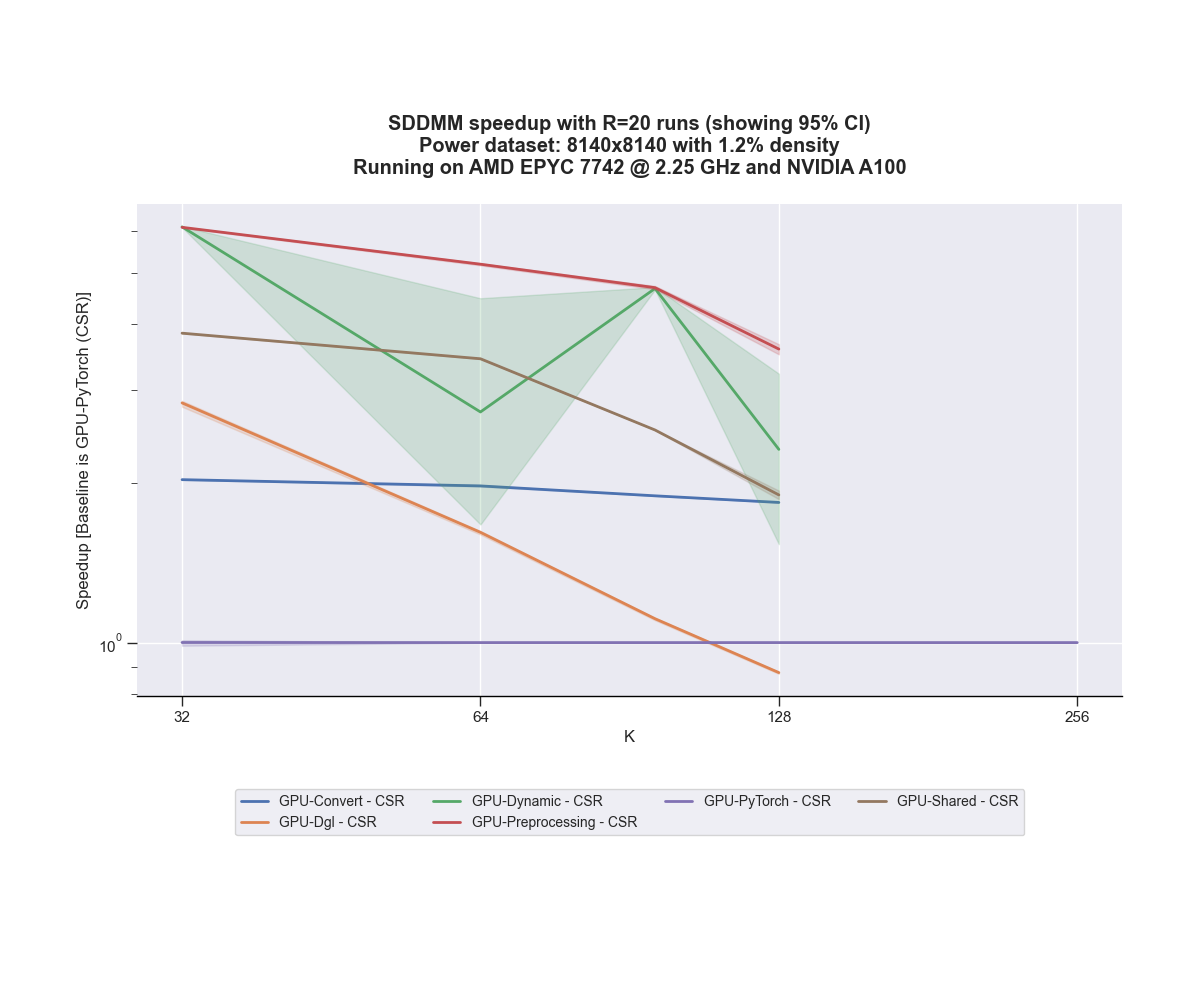 SDDMM speedup with R=20 runs (showing 95% CI)
Power dataset: 8140x8140 with 1.2% density
Running on AMD EPYC 7742 @ 2.25 GHz and NVIDIA A100
Speedup [Baseline is GPU-PyTorch (CSR)]
10⁰
32 64 128 256
K
GPU-Convert - CSR GPU-Dynamic - CSR GPU-PyTorch - CSR GPU-Shared - CSR
GPU-Dgl - CSR GPU-Preprocessing - CSR